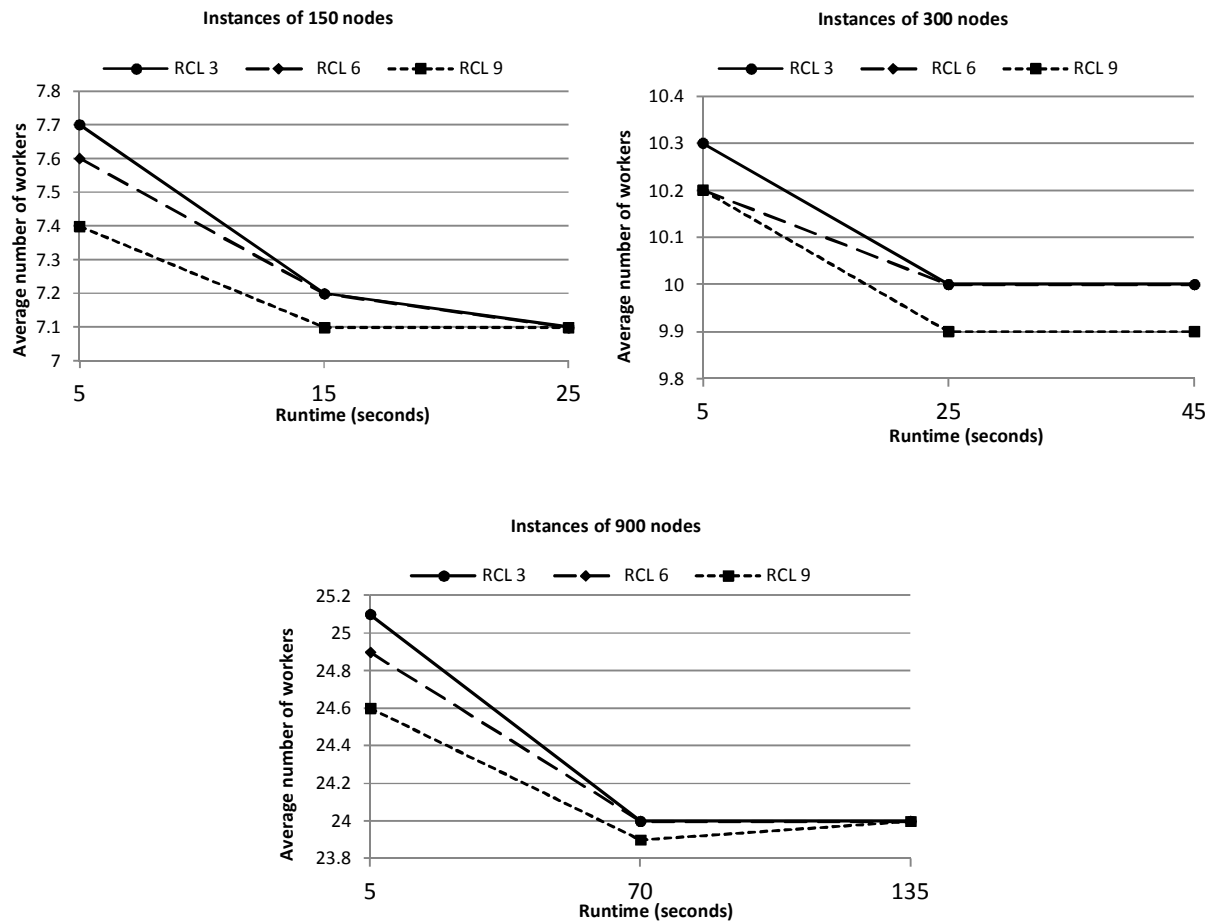 Instances of 150 nodes
RCL 3 RCL 6 RCL 9
Average number of workers
7.8
7.7
7.6
7.5
7.4
7.3
7.2
7.1
7
5 15 25
Runtime (seconds)
Instances of 300 nodes
RCL 3 RCL 6 RCL 9
Average number of workers
10.4
10.3
10.2
10.1
10
9.9
9.8
5 25 45
Runtime (seconds)
Instances of 900 nodes
RCL 3 RCL 6 RCL 9
Average number of workers
25.2
25
24.8
24.6
24.4
24.2
24
23.8
5 70 135
Runtime (seconds)